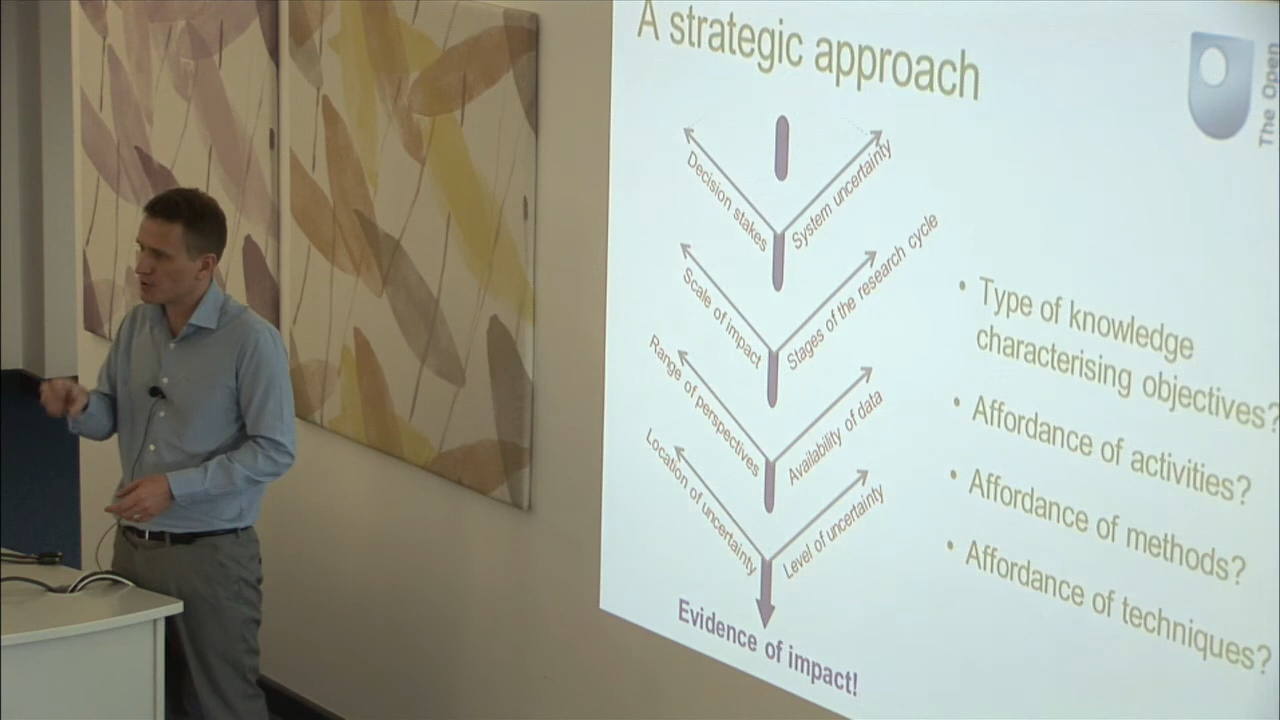 A strategic approach
The Open
Decision stakes
System uncertainty
Scale of impact
Stages of the research cycle
Range of perspectives
Availability of data
Location of uncertainty
Level of uncertainty
Evidence of impact!
• Type of knowledge
characterising objectives?
• Affordance of activities?
• Affordance of methods?
• Affordance of techniques?